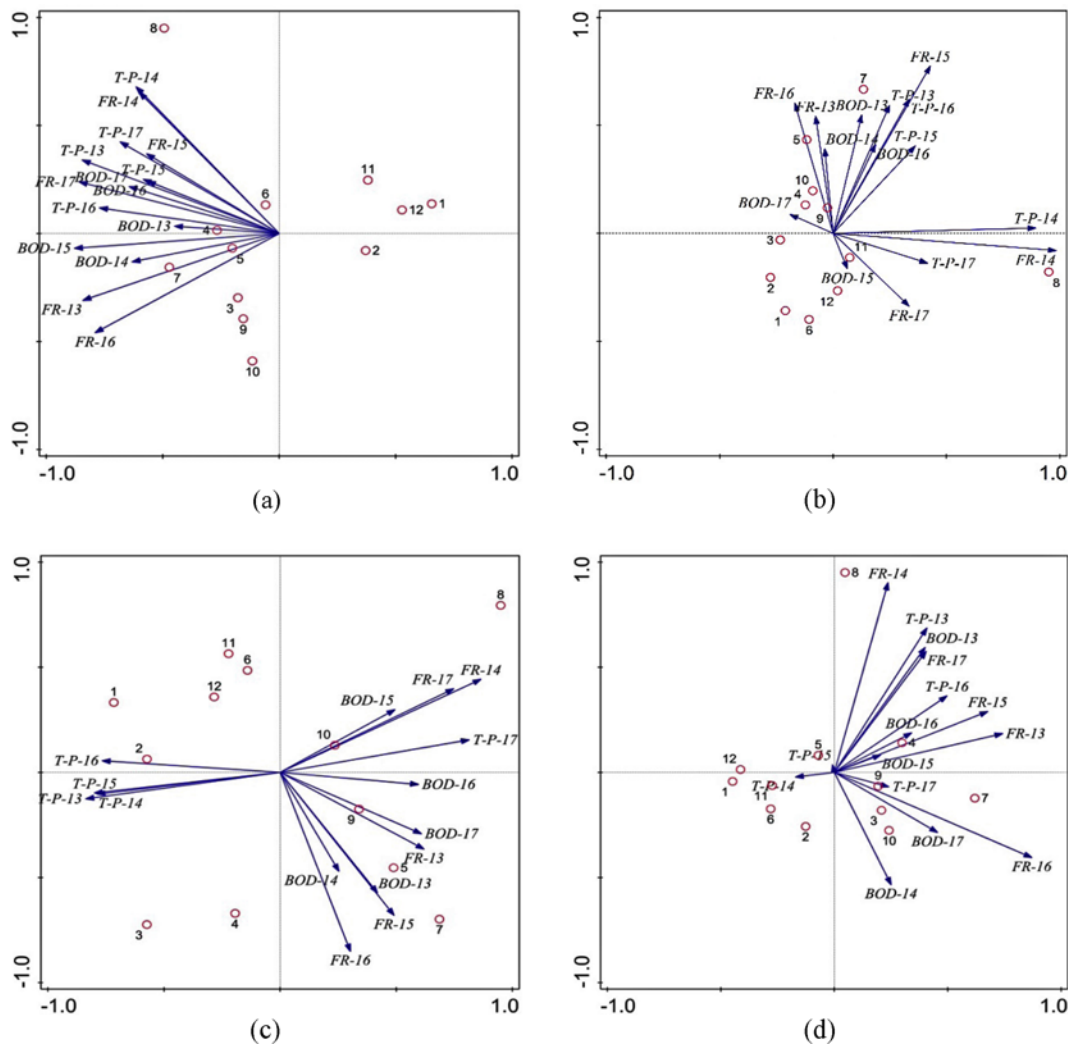 1.0
8
T-P-14
FR-14
T-P-17
FR-15
T-P-13
BOD-17
T-P-15
FR-17
BOD-16
T-P-16
BOD-13
BOD-15
BOD-14
FR-13
FR-16
11
6
12
1
4
5
2
7
3
9
10
-1.0
-1.0
1.0
(a)
FR-15
7
FR-16
FR-13
BOD-13
T-P-13
T-P-16
5
BOD-14
T-P-15
BOD-16
10
4
BOD-17
9
T-P-14
3
11
FR-14
BOD-15
T-P-17
8
2
12
FR-17
1
6
-1.0
1.0
(b)
1.0
8
11
6
FR-14
FR-17
12
BOD-15
1
10
T-P-17
2
T-P-16
BOD-16
T-P-15
T-P-13
T-P-14
9
BOD-17
FR-13
BOD-14
5
BOD-13
FR-15
3
4
7
FR-16
-1.0
-1.0
1.0
(c)
8
FR-14
T-P-13
BOD-13
FR-17
T-P-16
FR-15
BOD-16
FR-13
5
4
T-P-15
BOD-15
12
9
T-P-17
1
T-P-14
11
7
6
3
2
10
BOD-17
FR-16
BOD-14
-1.0
1.0
(d)